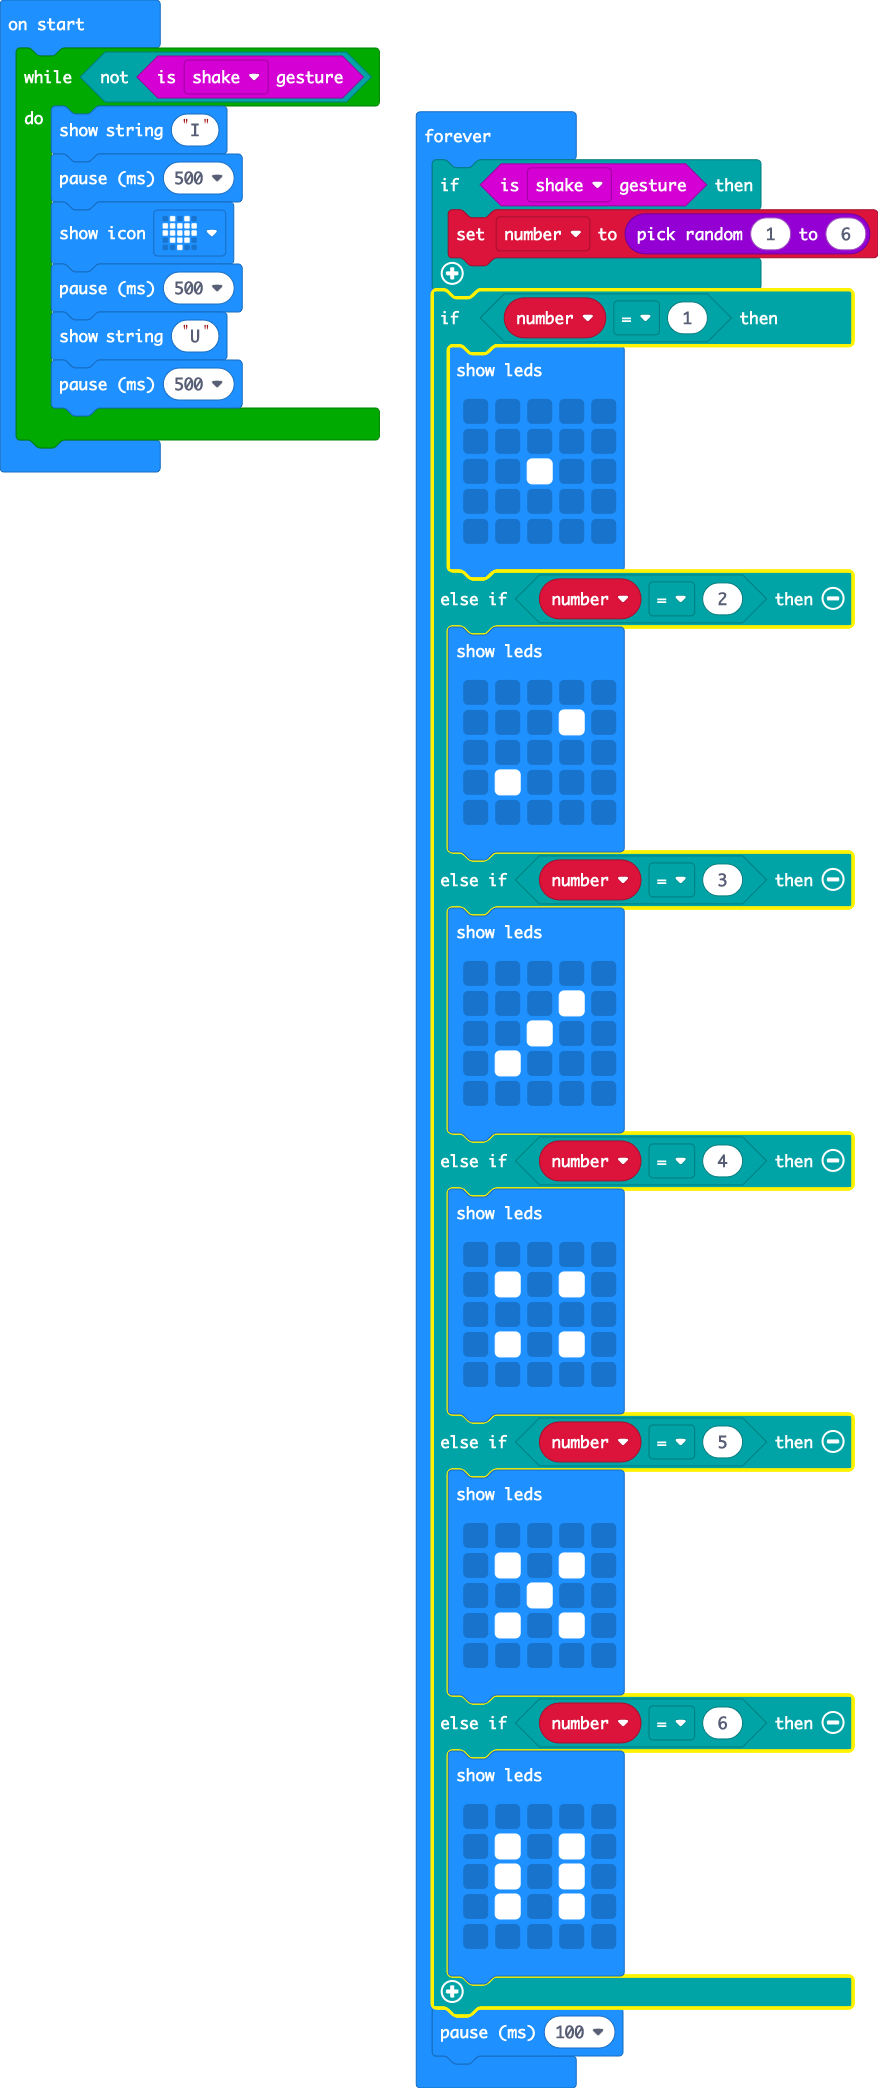 on start
while not is shake gesture
do
show string "I"
pause (ms) 500
show icon
pause (ms) 500
show string "U"
pause (ms) 500
forever
if is shake gesture then
set number to pick random 1 to 6
if number = 1 then
show leds
else if number = 2 then
show leds
else if number = 3 then
show leds
else if number = 4 then
show leds
else if number = 5 then
show leds
else if number = 6 then
show leds
pause (ms) 100